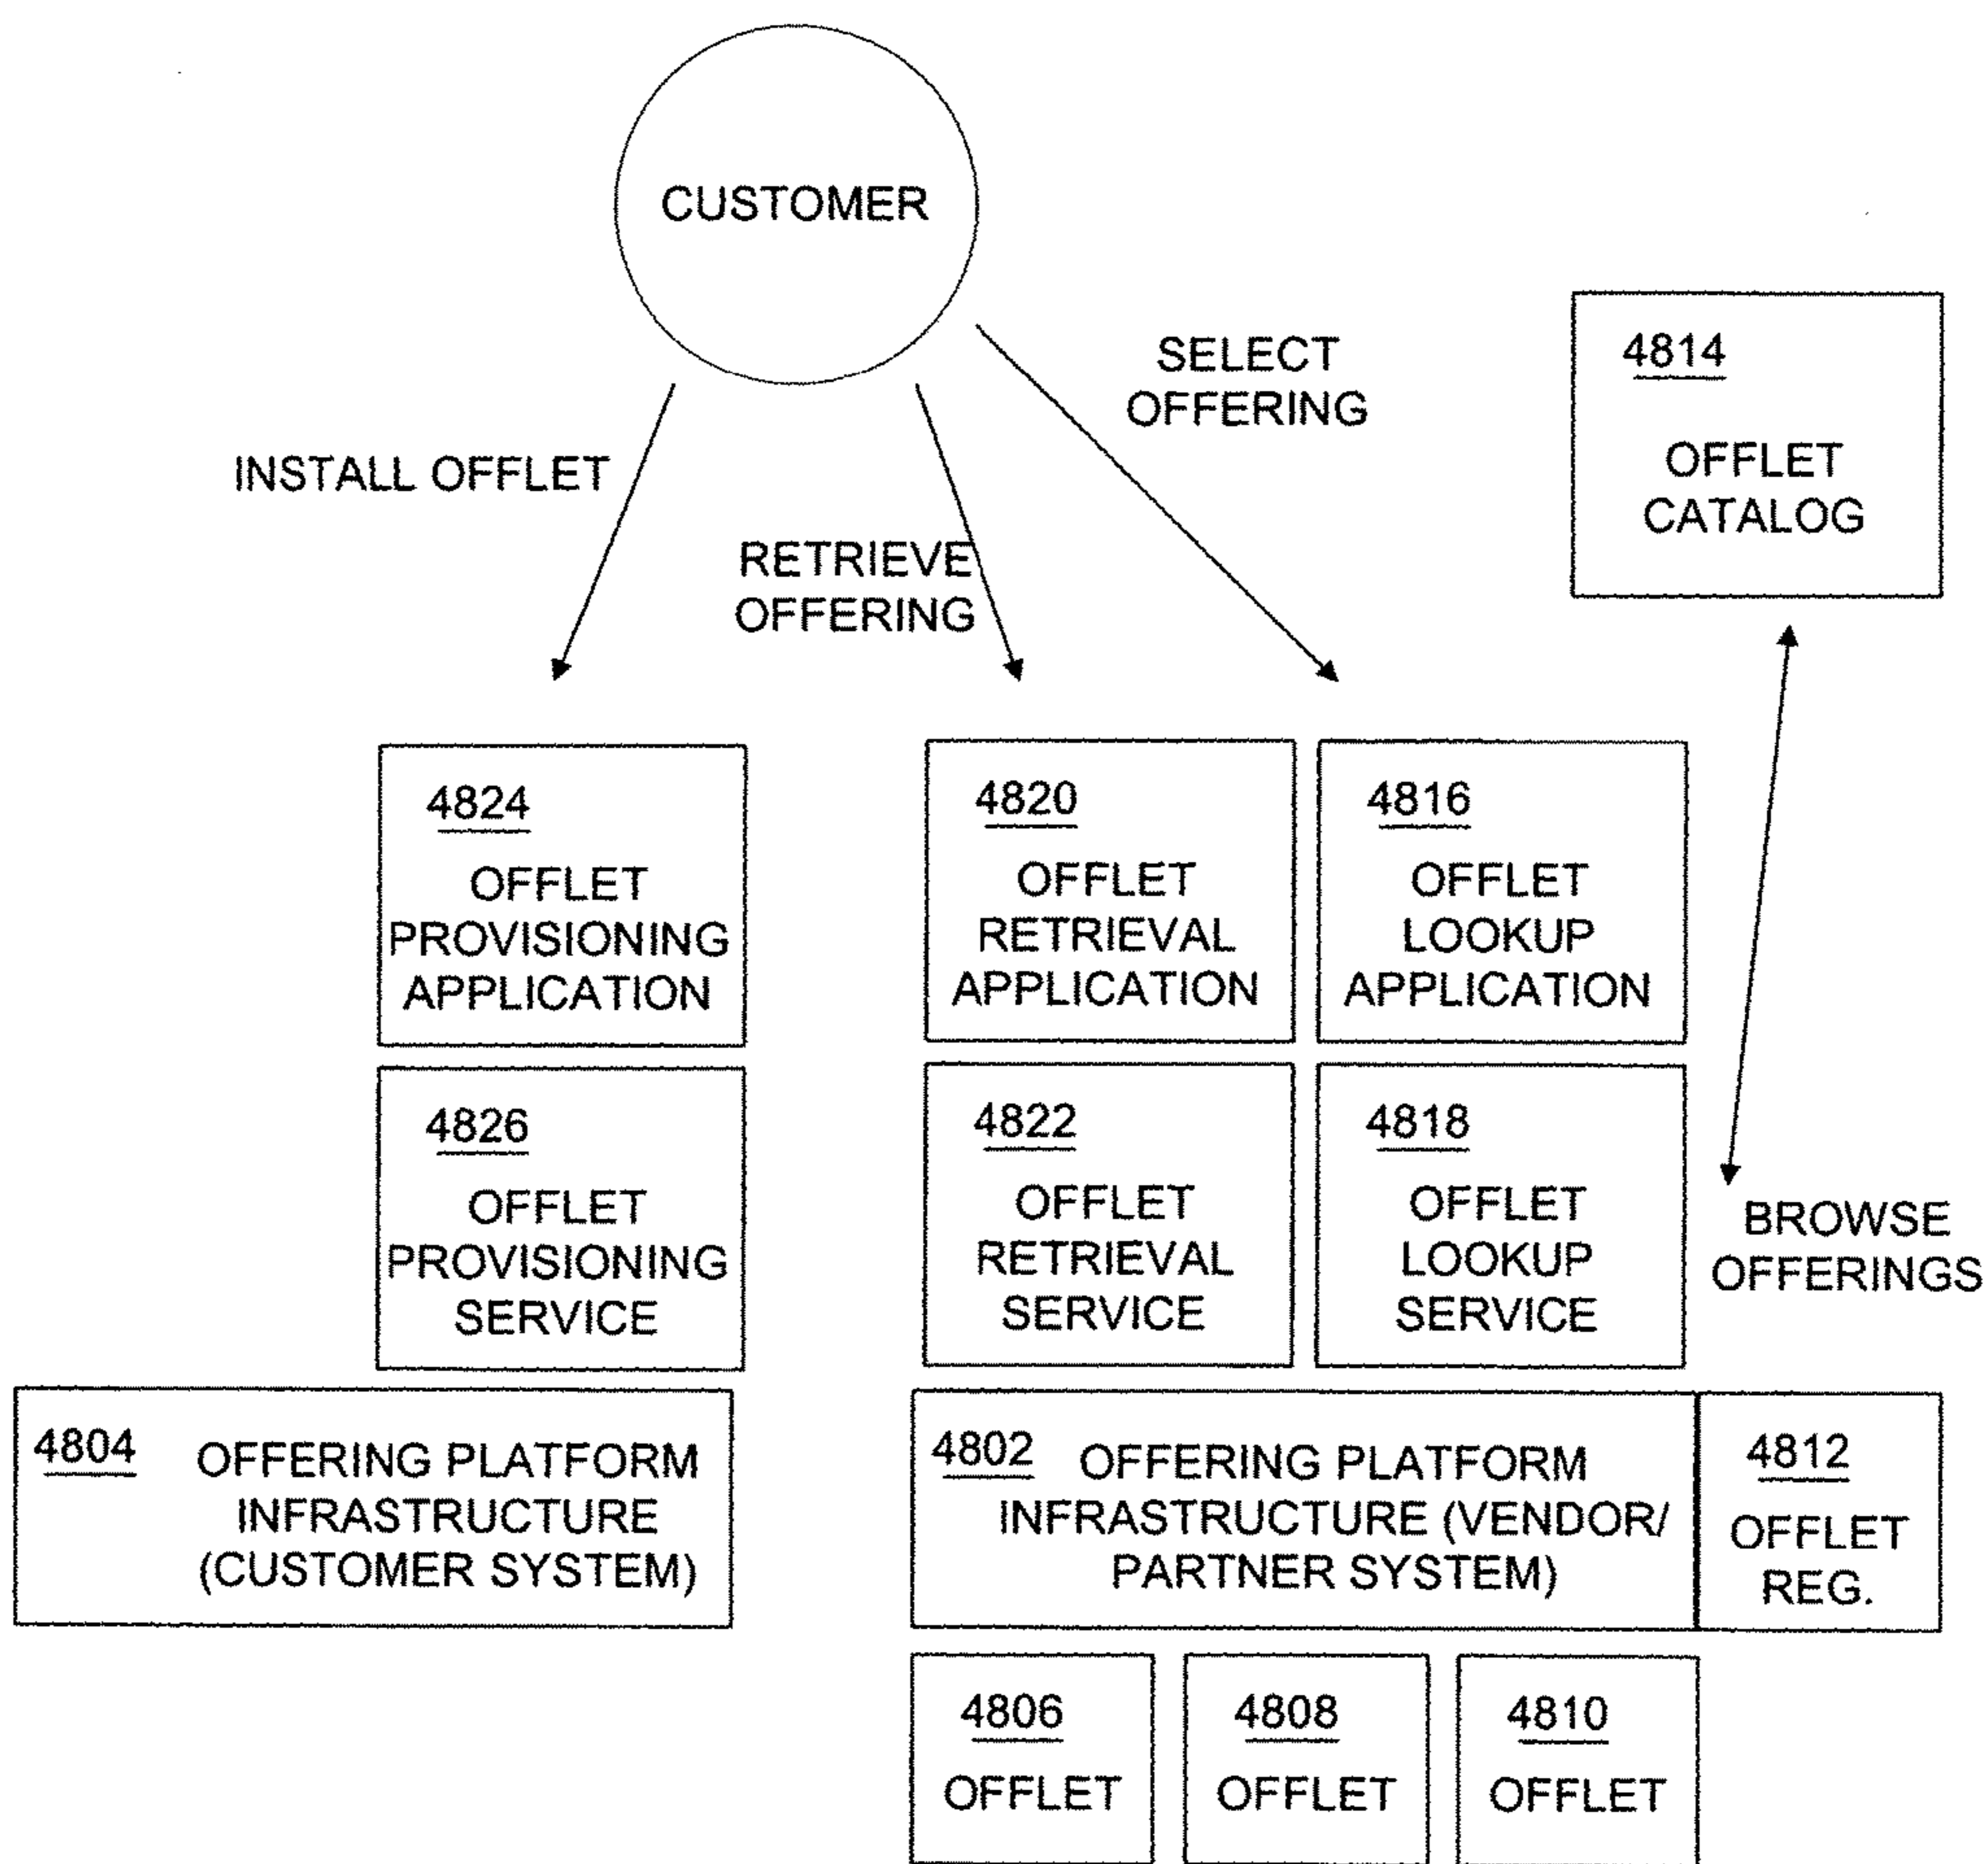 CUSTOMER
SELECT
OFFERING
4814
OFFLET
CATALOG
INSTALL OFFLET
RETRIEVE
OFFERING
4824
OFFLET
PROVISIONING
APPLICATION
4820
OFFLET
RETRIEVAL
APPLICATION
4816
OFFLET
LOOKUP
APPLICATION
4826
OFFLET
PROVISIONING
SERVICE
4822
OFFLET
RETRIEVAL
SERVICE
4818
OFFLET
LOOKUP
SERVICE
BROWSE
OFFERINGS
4804 OFFERING PLATFORM
INFRASTRUCTURE
(CUSTOMER SYSTEM)
4802 OFFERING PLATFORM
INFRASTRUCTURE (VENDOR/
PARTNER SYSTEM)
4812
OFFLET
REG.
4806
OFFLET
4808
OFFLET
4810
OFFLET